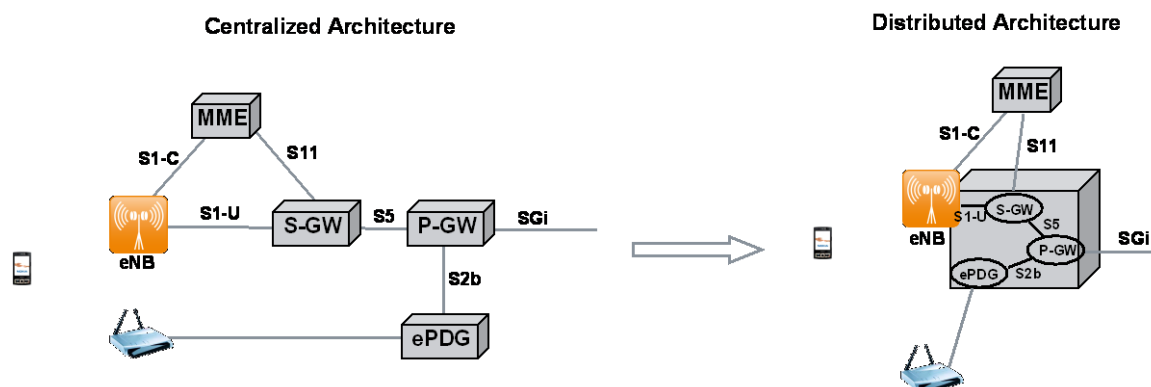 Centralized Architecture
MME
S1-C
S11
S1-U
S-GW
S5
P-GW
SGi
eNB
S2b
ePDG
Distributed Architecture
MME
S1-C
S11
S1-U
S-GW
eNB
S5
P-GW
SGi
ePDG
S2b